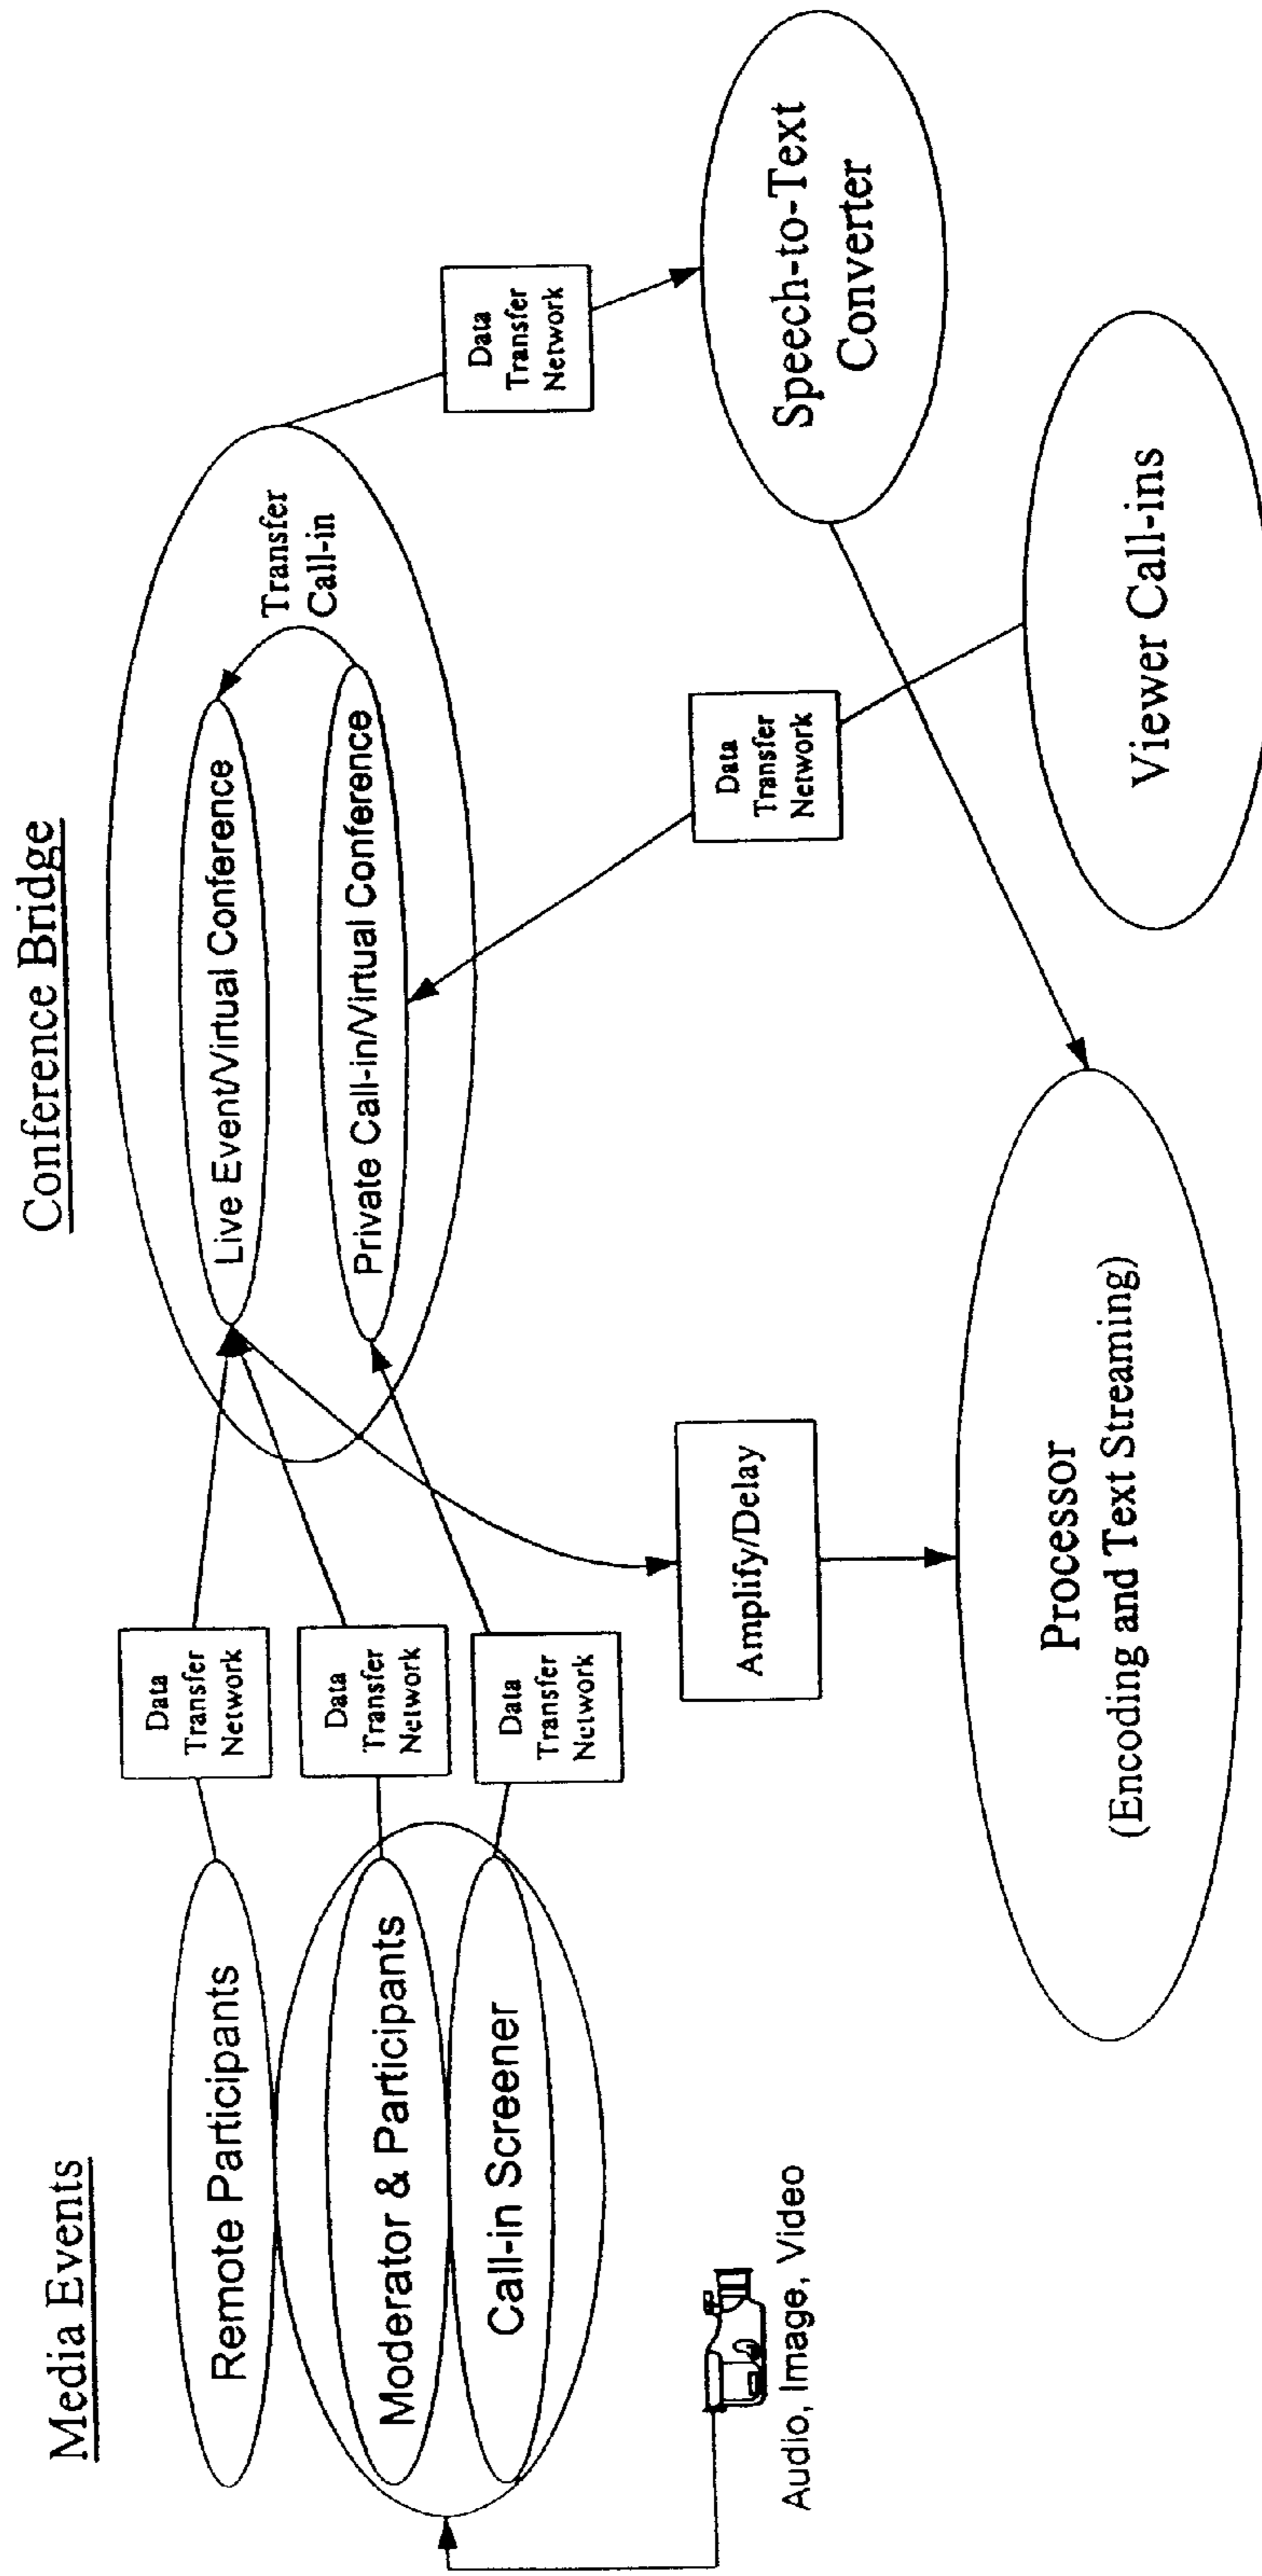 Media Events
Conference Bridge
Remote Participants
Moderator & Participants
Call-in Screener
Data
Transfer
Network
Data
Transfer
Network
Data
Transfer
Network
Live Event/Virtual Conference
Private Call-in/Virtual Conference
Transfer
Call-in
Data
Transfer
Network
Audio, Image, Video
Amplify/Delay
Data
Transfer
Network
Speech-to-Text
Converter
Processor
(Encoding and Text Streaming)
Viewer Call-ins